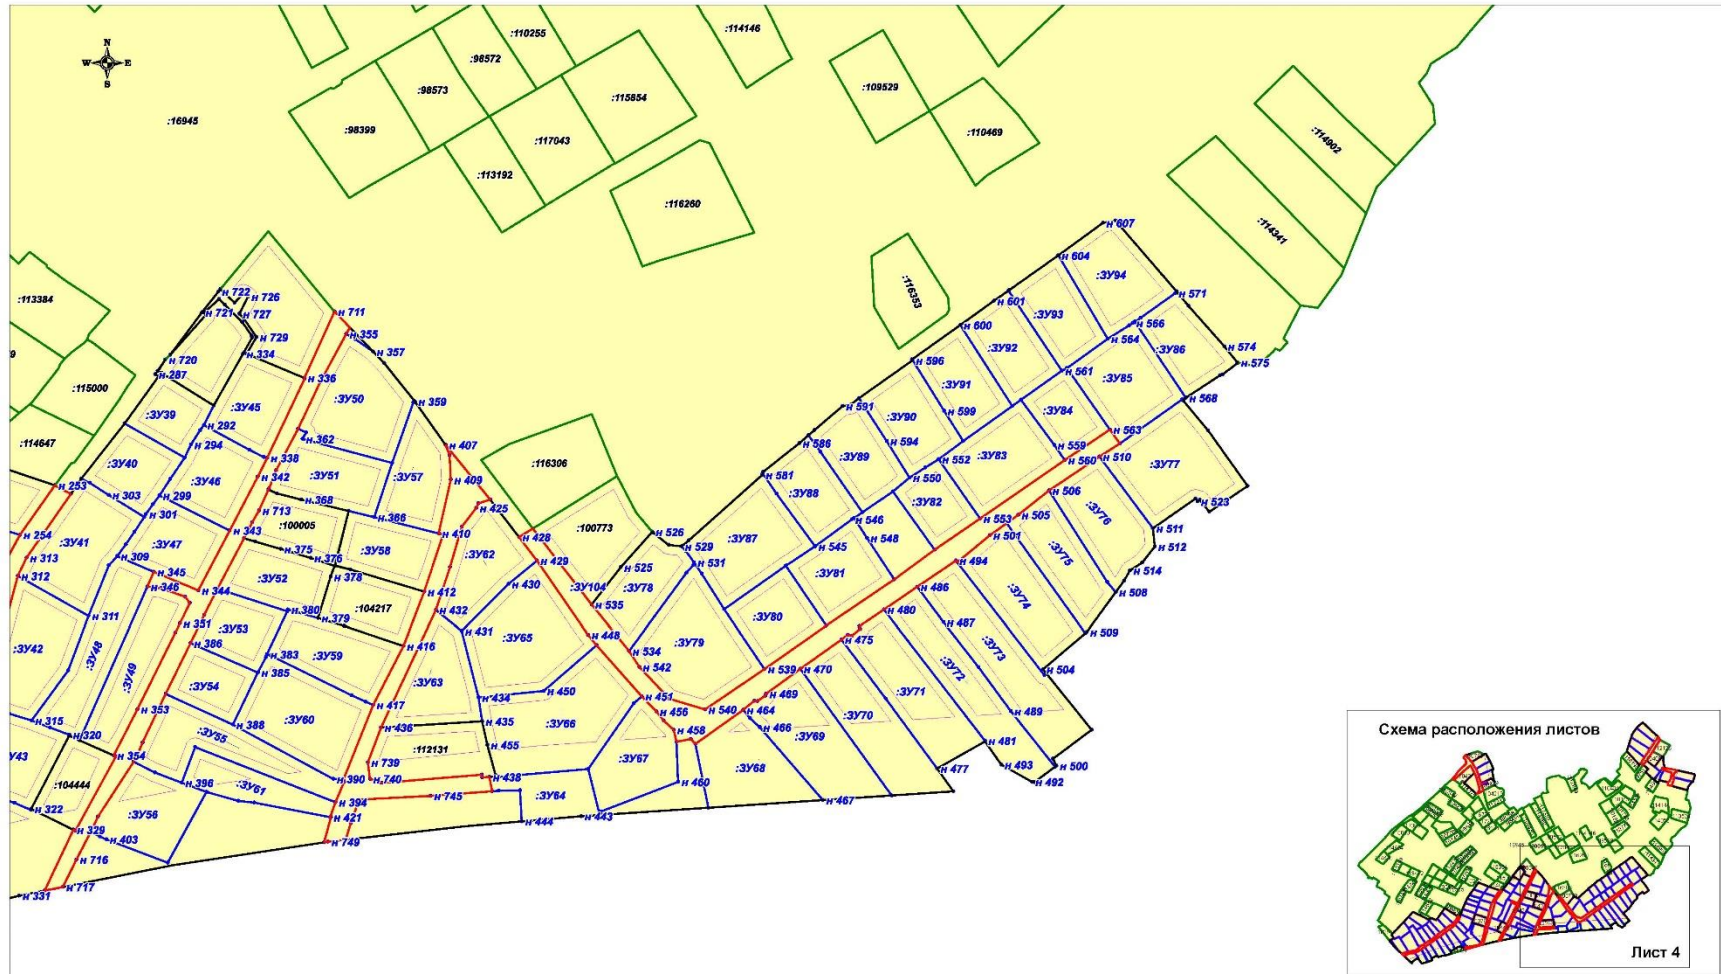 N
W E
S
:16945
:98399
:98573
:98572
:110255
:113192
:117043
:115854
:116260
:114146
:109529
:110469
:116353
:114902
:114341
:113384
:115000
:114647
:116306
:100773
н 722
н 726
н 721
н 727
н 729
н 720
н 334
н 287
н 711
н 355
н 357
н 336
н 359
:ЗУ39
:ЗУ45
:ЗУ50
н 292
н 294
н 362
н 338
н 342
:ЗУ40
:ЗУ46
:ЗУ51
:ЗУ57
н 253
н 303
н 299
н 301
н 368
н 366
н 713
:100005
н 407
н 409
н 425
н 410
н 254
н 313
н 312
:ЗУ41
:ЗУ47
н 309
н 343
н 375
н 376
:ЗУ58
:ЗУ62
н 345
н 346
н 344
:ЗУ52
н 378
н 380
н 379
:104217
н 412
н 432
н 311
н 351
:ЗУ53
н 386
н 383
н 385
:ЗУ59
н 416
н 431
:ЗУ42
:ЗУ48
:ЗУ49
:ЗУ54
:ЗУ63
н 417
н 434
н 435
н 436
н 315
н 320
н 353
н 354
:ЗУ55
н 388
:ЗУ60
:112131
н 455
н 739
н 740
н 438
н 390
н 394
н 396
:ЗУ61
н 745
У43
:104444
н 322
:ЗУ56
н 329
н 403
н 421
н 749
н 716
н 717
н 331
н 428
н 429
н 430
:ЗУ65
н 448
н 450
н 451
:ЗУ66
н 456
н 458
:ЗУ67
н 460
:ЗУ64
н 443
н 444
:ЗУ104
н 535
н 525
н 526
:ЗУ78
н 529
н 531
н 534
н 542
:ЗУ79
н 540
н 539
:ЗУ80
:ЗУ81
:ЗУ87
н 545
н 546
н 548
н 581
:ЗУ88
н 586
:ЗУ89
н 591
:ЗУ90
н 594
н 596
:ЗУ91
н 599
н 600
:ЗУ92
н 601
:ЗУ93
н 604
:ЗУ94
н 607
н 571
н 566
н 564
:ЗУ86
н 574
н 575
н 561
:ЗУ85
н 568
:ЗУ84
н 563
н 559
н 560
н 510
:ЗУ77
н 552
:ЗУ83
н 550
:ЗУ82
н 553
н 506
н 505
н 501
:ЗУ76
н 523
н 511
н 512
н 514
н 508
:ЗУ75
н 494
:ЗУ74
н 509
н 504
н 486
н 487
:ЗУ73
н 489
н 480
:ЗУ72
н 475
:ЗУ71
н 470
:ЗУ70
н 469
н 464
н 466
:ЗУ69
:ЗУ68
н 467
н 477
н 481
н 493
н 492
н 500
Схема расположения листов
Лист 4